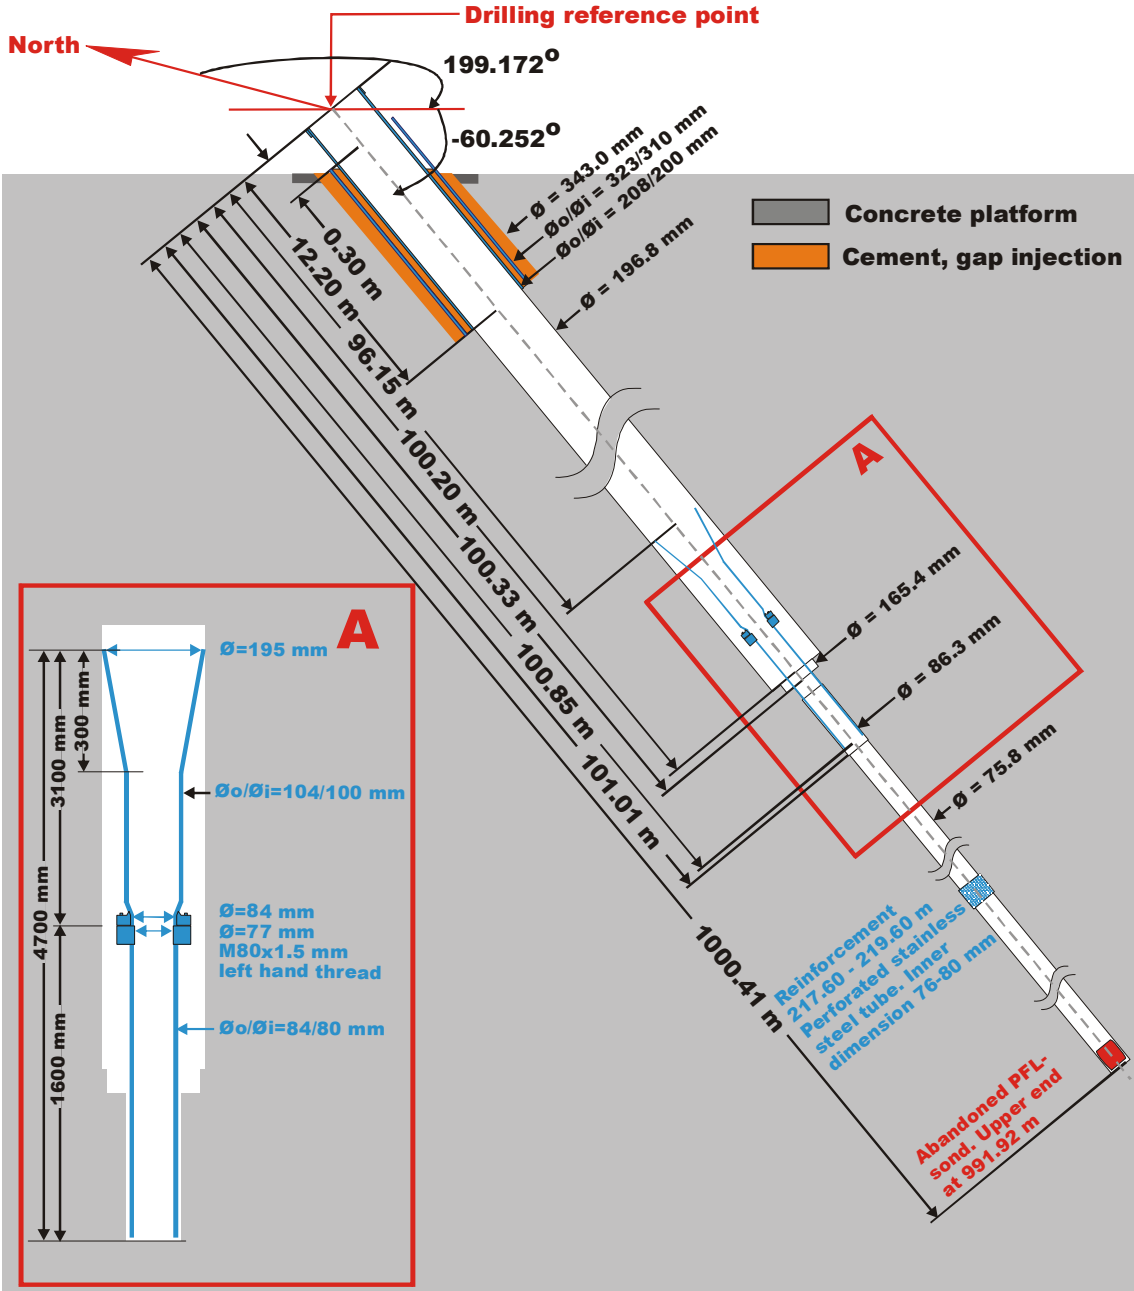 Drilling reference point
North
199.172°
-60.252°
Ø = 343.0 mm
Øo/Øi = 323/310 mm
Øo/Øi = 208/200 mm
Ø = 196.8 mm
Concrete platform
Cement, gap injection
0.30 m
12.20 m
96.15 m
100.20 m
100.33 m
100.85 m
101.01 m
1000.41 m
A
Ø = 165.4 mm
Ø = 86.3 mm
Ø = 75.8 mm
Reinforcement
217.60 - 219.60 m
Perforated stainless
steel tube. Inner
dimension 76-80 mm
Abandoned PFL-
sond. Upper end
at 991.92 m
A
Ø=195 mm
300 mm
3100 mm
4700 mm
1600 mm
Øo/Øi=104/100 mm
Ø=84 mm
Ø=77 mm
M80x1.5 mm
left hand thread
Øo/Øi=84/80 mm